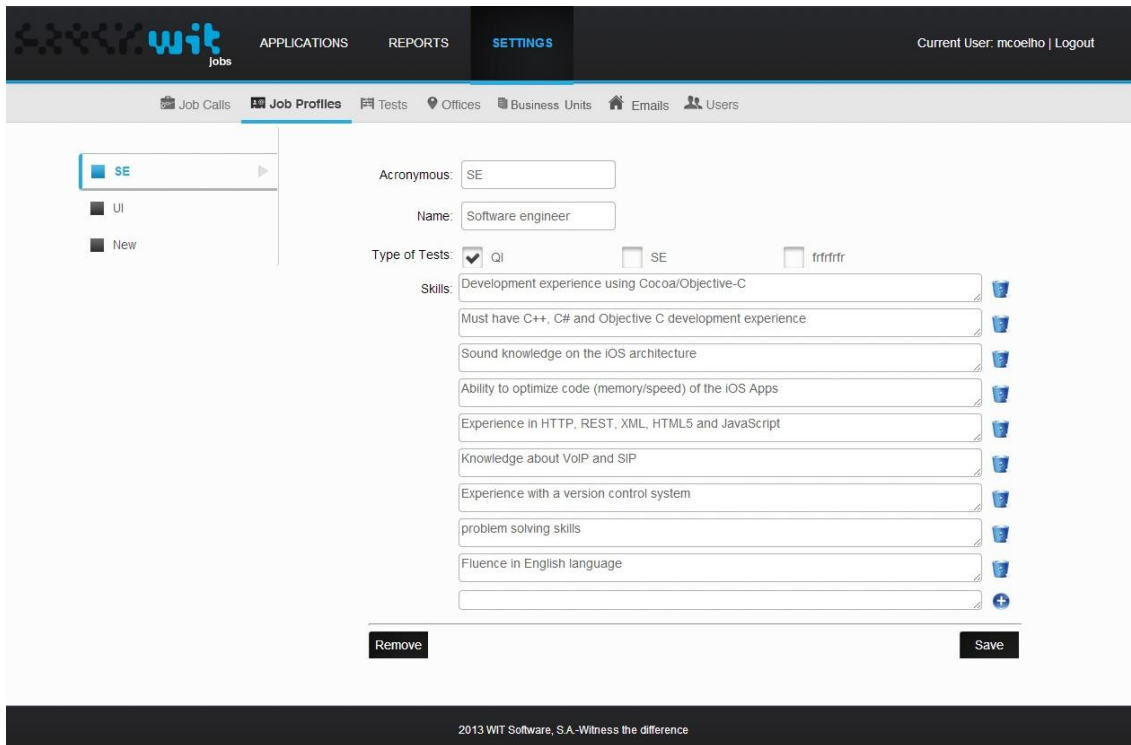 wit
jobs
APPLICATIONS REPORTS SETTINGS Current User: mcoelho | Logout
Job Calls Job Profiles Tests Offices Business Units Emails Users
SE
UI
New
Acronymous: SE
Name: Software engineer
Type of Tests: QI SE frfrfrfr
Skills: Development experience using Cocoa/Objective-C
Must have C++, C# and Objective C development experience
Sound knowledge on the iOS architecture
Ability to optimize code (memory/speed) of the iOS Apps
Experience in HTTP, REST, XML, HTML5 and JavaScript
Knowledge about VoIP and SIP
Experience with a version control system
problem solving skills
Fluence in English language
Remove Save
2013 WIT Software, S.A.-Witness the difference